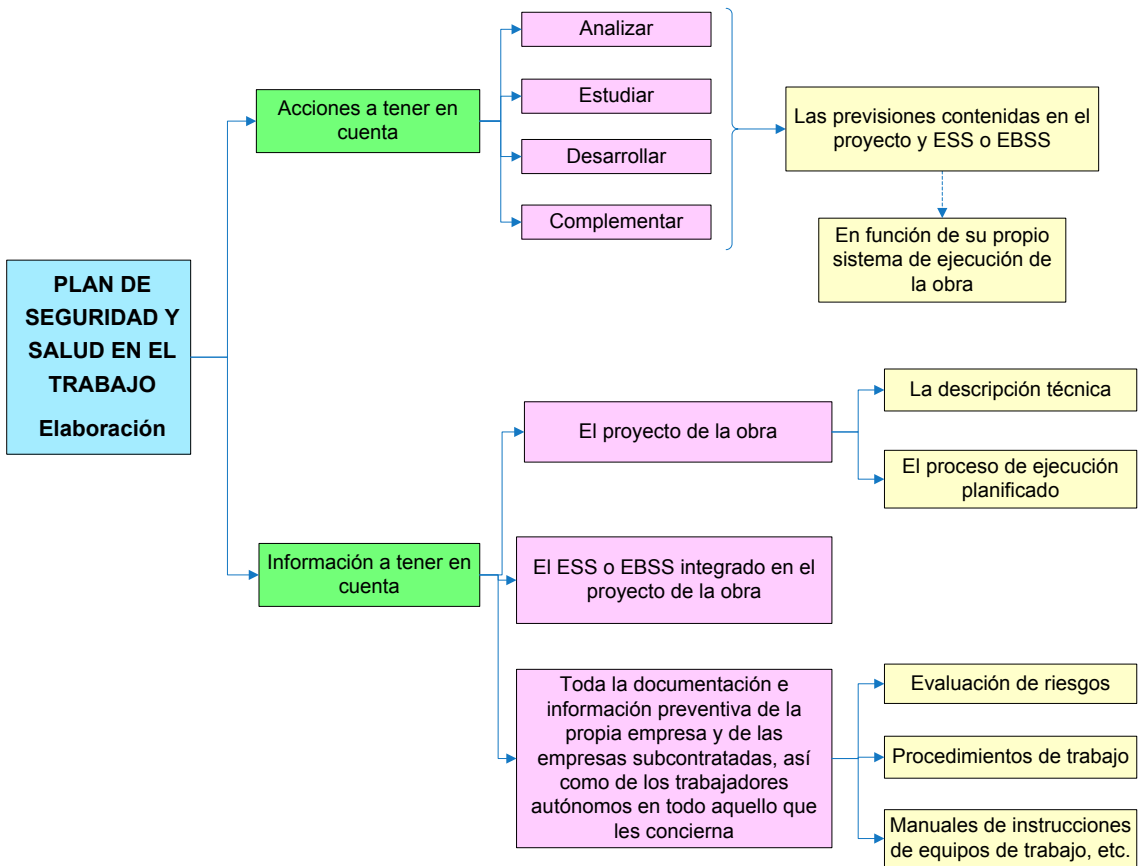 PLAN DE
SEGURIDAD Y
SALUD EN EL
TRABAJO
Elaboración
Acciones a tener en
cuenta
Analizar
Estudiar
Desarrollar
Complementar
Las previsiones contenidas en el
proyecto y ESS o EBSS
En función de su propio
sistema de ejecución de
la obra
Información a tener en
cuenta
El proyecto de la obra
La descripción técnica
El proceso de ejecución
planificado
El ESS o EBSS integrado en el
proyecto de la obra
Toda la documentación e
información preventiva de la
propia empresa y de las
empresas subcontratadas, así
como de los trabajadores
autónomos en todo aquello que
les concierna
Evaluación de riesgos
Procedimientos de trabajo
Manuales de instrucciones
de equipos de trabajo, etc.